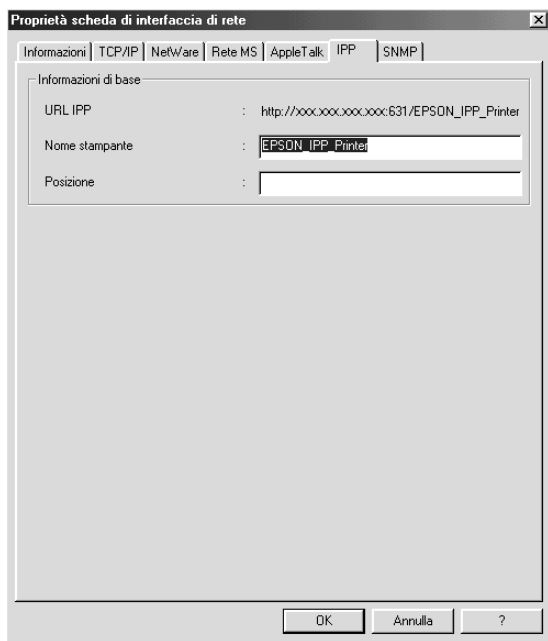 Proprietà scheda di interfaccia di rete
Informazioni TCP/IP NetWare Rete MS AppleTalk IPP SNMP
Informazioni di base
URL IPP : http://xxx.xxx.xxx.xxx:631/EPSON_IPP_Printer
Nome stampante : EPSON_IPP_Printer
Posizione :
OK Annulla ?